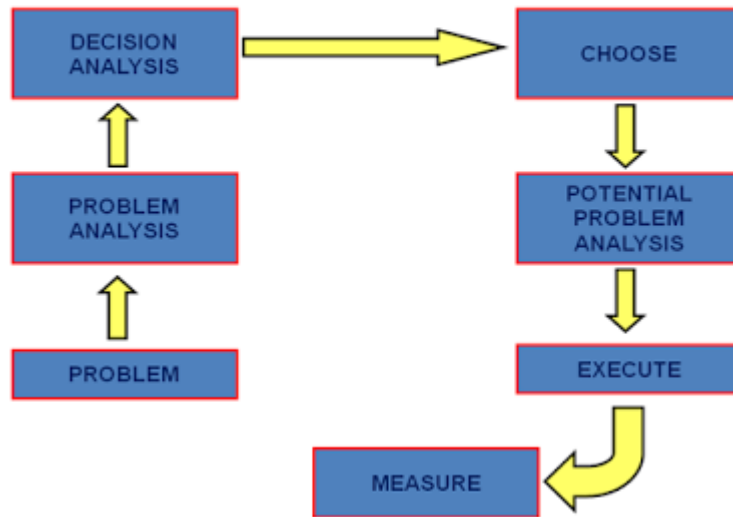 DECISION
ANALYSIS
CHOOSE
PROBLEM
ANALYSIS
POTENTIAL
PROBLEM
ANALYSIS
PROBLEM
EXECUTE
MEASURE